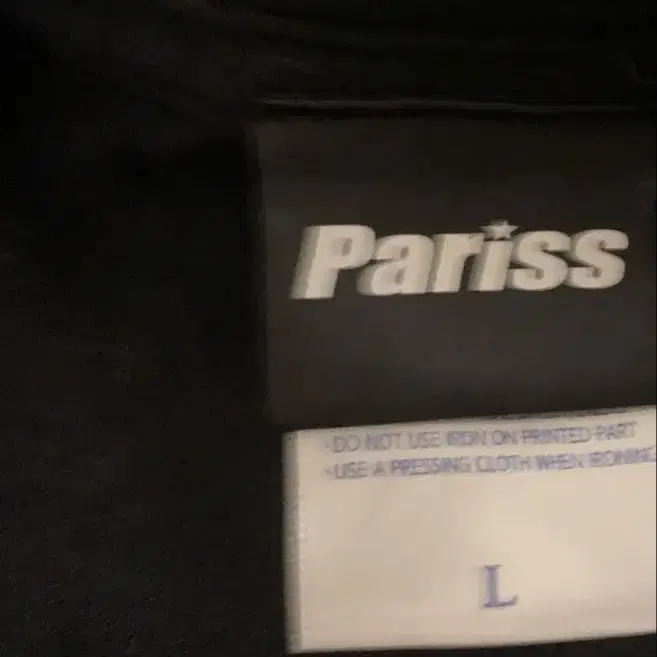 Pariss
·DO NOT USE IRON ON PRINTED PART
·USE A PRESSING CLOTH WHEN IRONING
L